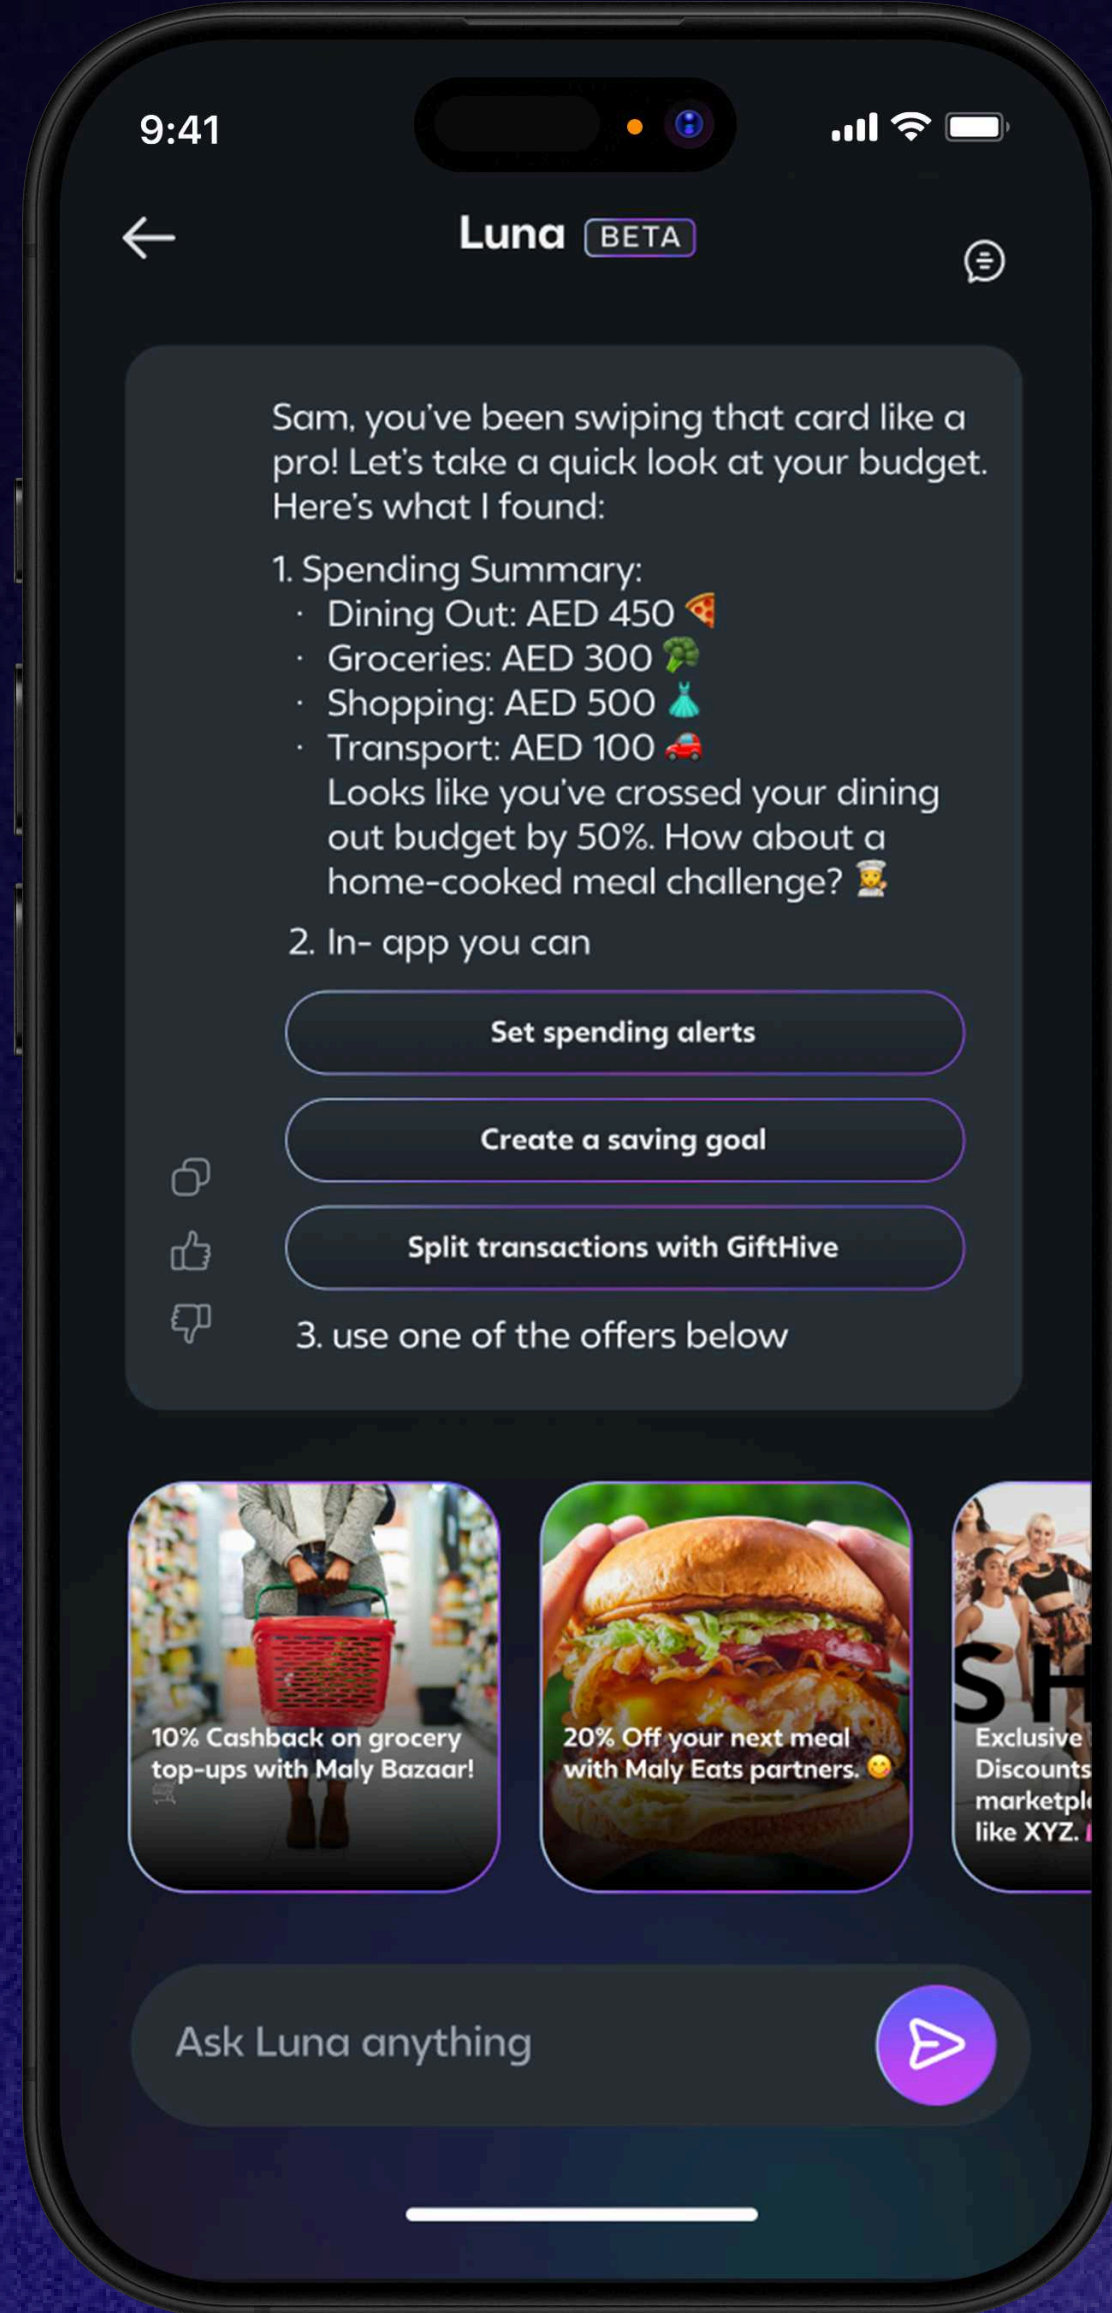 9:41
Luna BETA
Sam, you've been swiping that card like a
pro! Let's take a quick look at your budget.
Here's what I found:
1. Spending Summary:
· Dining Out: AED 450 🍕
· Groceries: AED 300 🥦
· Shopping: AED 500 👗
· Transport: AED 100 🚗
Looks like you've crossed your dining
out budget by 50%. How about a
home-cooked meal challenge? 👩‍🍳
2. In- app you can
Set spending alerts
Create a saving goal
Split transactions with GiftHive
3. use one of the offers below
10% Cashback on grocery
top-ups with Maly Bazaar!
20% Off your next meal
with Maly Eats partners. 😋
SH
Exclusive
Discounts
like XYZ.
Ask Luna anything